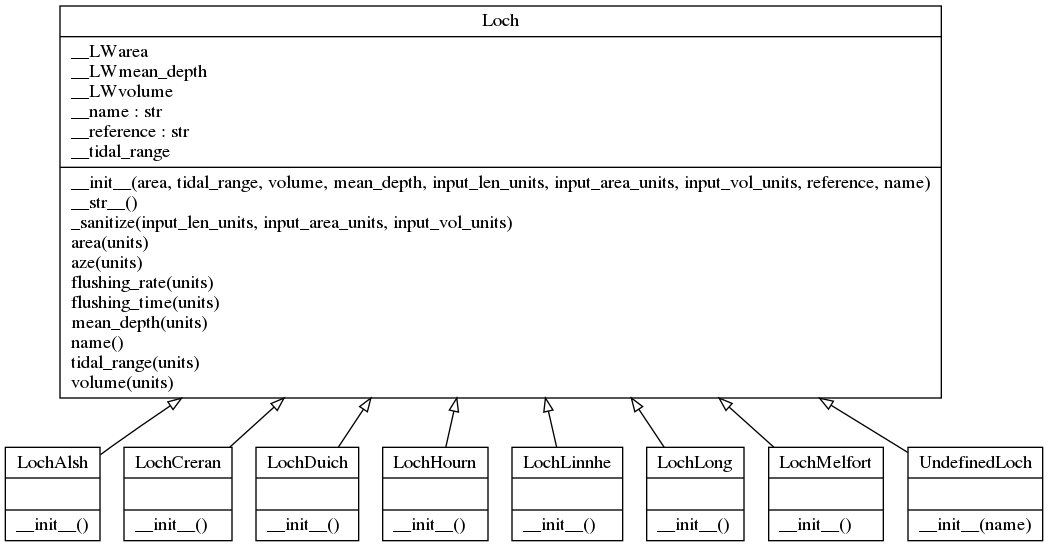 Loch
__LWarea
__LWmean_depth
__LWvolume
__name : str
__reference : str
__tidal_range
__init__(area, tidal_range, volume, mean_depth, input_len_units, input_area_units, input_vol_units, reference, name)
__str__()
_sanitize(input_len_units, input_area_units, input_vol_units)
area(units)
aze(units)
flushing_rate(units)
flushing_time(units)
mean_depth(units)
name()
tidal_range(units)
volume(units)
LochAlsh
__init__()
LochCreran
__init__()
LochDuich
__init__()
LochHourn
__init__()
LochLinnhe
__init__()
LochLong
__init__()
LochMelfort
__init__()
UndefinedLoch
__init__(name)